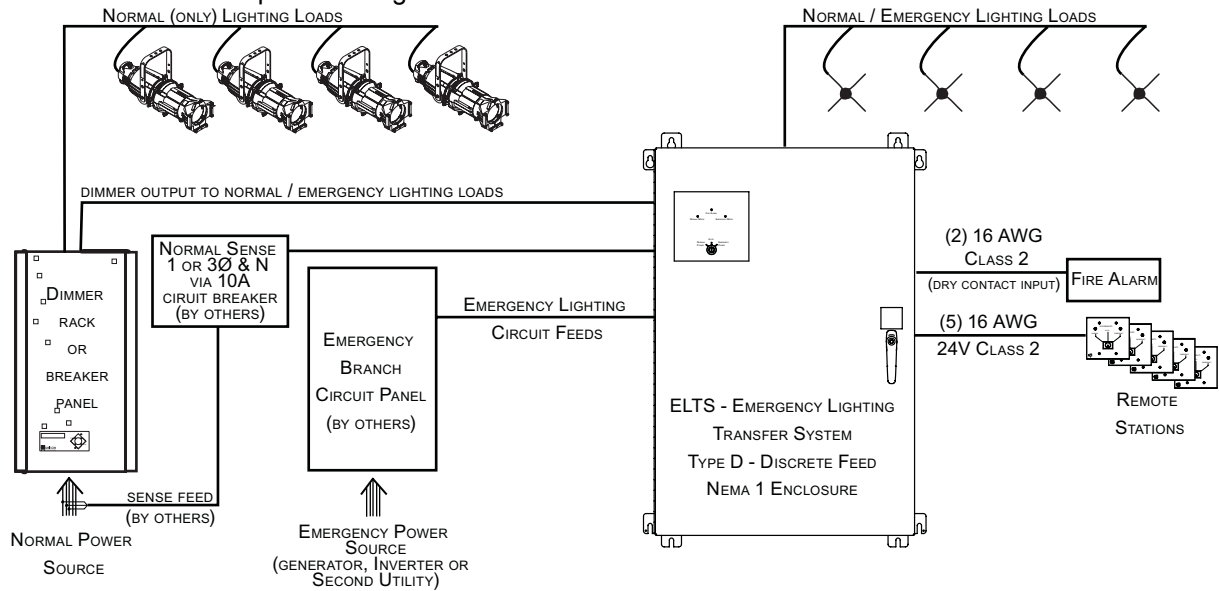 Normal (only) Lighting Loads
Normal / Emergency Lighting Loads
dimmer output to normal / emergency lighting loads
Normal Sense
1 or 3Ø & N
via 10A
ciruit breaker
(by others)
Dimmer
rack
or
breaker
panel
Emergency
Branch
Circuit Panel
(by others)
Emergency Lighting
Circuit Feeds
(2) 16 AWG
Class 2
(dry contact input)
Fire Alarm
(5) 16 AWG
24V Class 2
Remote
Stations
ELTS - Emergency Lighting
Transfer System
Type D - Discrete Feed
Nema 1 Enclosure
sense feed
(by others)
Normal Power
Source
Emergency Power
Source
(generator, Inverter or
Second Utility)